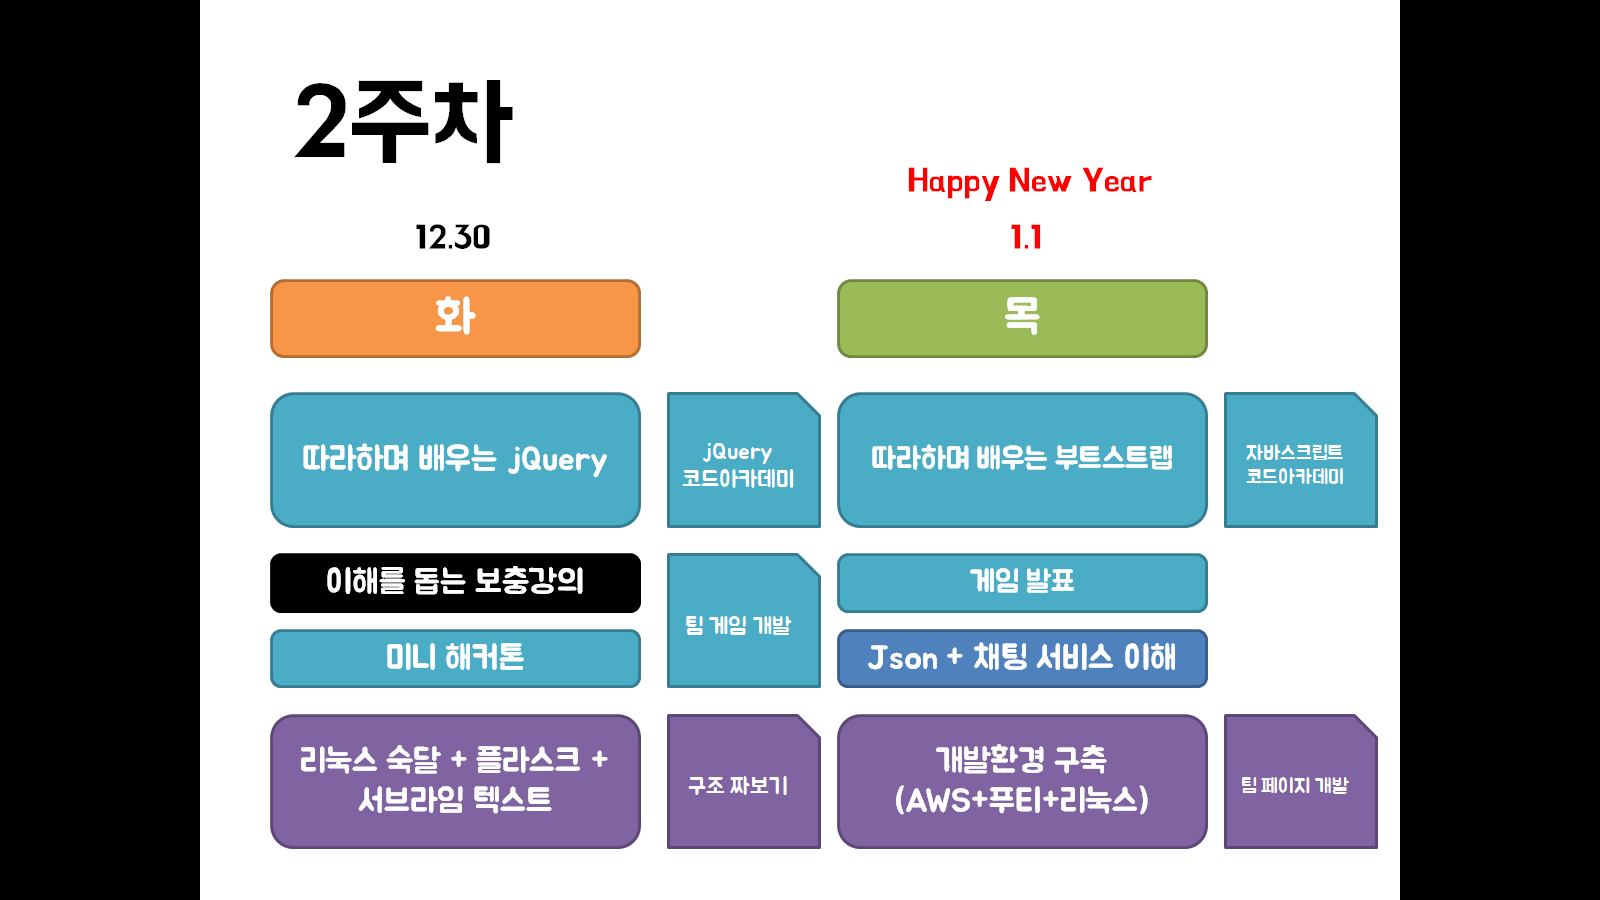 2주차
Happy New Year
12.30
1.1
화
목
따라하며 배우는 jQuery
jQuery
코드아카데미
따라하며 배우는 부트스트랩
자바스크립트
코드아카데미
이해를 돕는 보충강의
미니 해커톤
팀 게임 개발
게임 발표
Json + 채팅 서비스 이해
리눅스 숙달 + 플라스크 +
서브라임 텍스트
구조 짜보기
개발환경 구축
(AWS+푸티+리눅스)
팀 페이지 개발